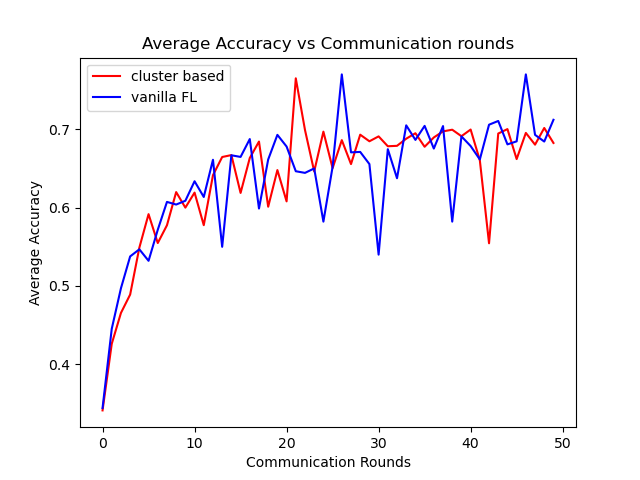 Average Accuracy vs Communication rounds
cluster based
vanilla FL
0.7
0.6
0.5
0.4
Average Accuracy
0 10 20 30 40 50
Communication Rounds